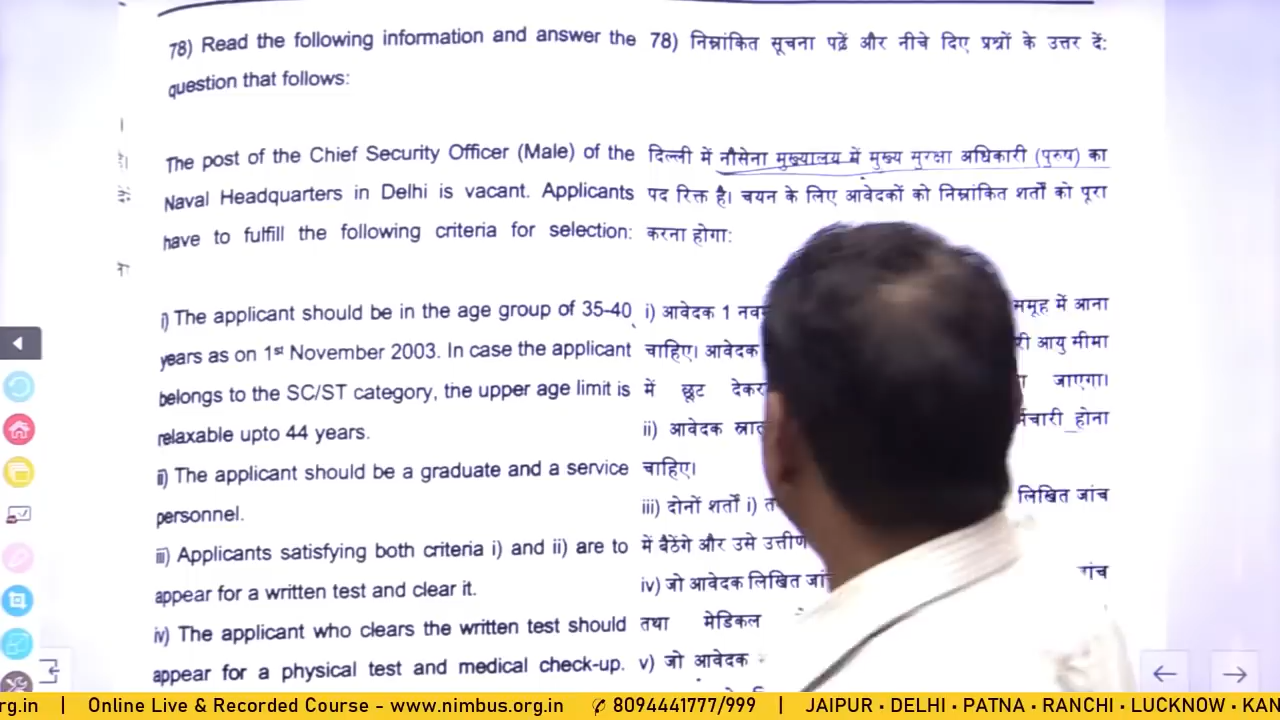 78) Read the following information and answer the
question that follows:
The post of the Chief Security Officer (Male) of the
Naval Headquarters in Delhi is vacant. Applicants
have to fulfill the following criteria for selection:
i) The applicant should be in the age group of 35-40
years as on 1st November 2003. In case the applicant
belongs to the SC/ST category, the upper age limit is
relaxable upto 44 years.
ii) The applicant should be a graduate and a service
personnel.
iii) Applicants satisfying both criteria i) and ii) are to
appear for a written test and clear it.
iv) The applicant who clears the written test should
appear for a physical test and medical check-up.
78) निम्नांकित सूचना पढ़ें और नीचे दिए प्रश्नों के उत्तर दें:
दिल्ली में नौसेना मुख्यालय में मुख्य सुरक्षा अधिकारी (पुरुष) का
पद रिक्त है। चयन के लिए आवेदकों को निम्नांकित शर्तों को पूरा
करना होगा:
i) आवेदक 1 समूह में आना
चाहिए। आवेदक आयु सीमा
में छूट देकर जाएगा।
ii) आवेदक होना
चाहिए।
iii) दोनों शर्तों i) लिखित जांच
में बैठेंगे और उसे
iv) जो आवेदक लिखित
तथा मेडिकल
v) जो आवेदक
rg.in | Online Live & Recorded Course - www.nimbus.org.in ✆ 8094441777/999 | JAIPUR • DELHI • PATNA • RANCHI • LUCKNOW • KAN